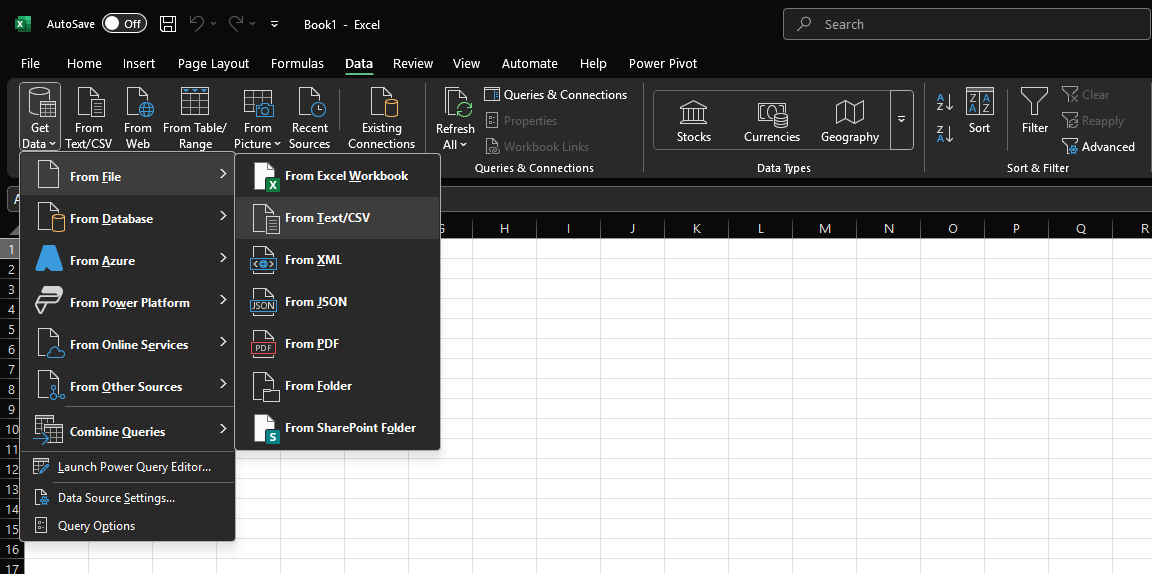 AutoSave Off Book1 - Excel Search
File Home Insert Page Layout Formulas Data Review View Automate Help Power Pivot
Get Data
From Text/CSV
From Web
From Table/ Range
From Picture
Recent Sources
Existing Connections
Refresh All
Queries & Connections
Properties
Workbook Links
Queries & Connections
Stocks
Currencies
Geography
Data Types
Sort
Filter
Clear
Reapply
Advanced
Sort & Filter
From File
From Database
From Azure
From Power Platform
From Online Services
From Other Sources
Combine Queries
Launch Power Query Editor...
Data Source Settings...
Query Options
From Excel Workbook
From Text/CSV
From XML
JSON From JSON
PDF From PDF
From Folder
From SharePoint Folder
H I J K L M N O P Q R
1
2
3
4
5
6
7
8
9
10
11
12
13
14
15
16
17